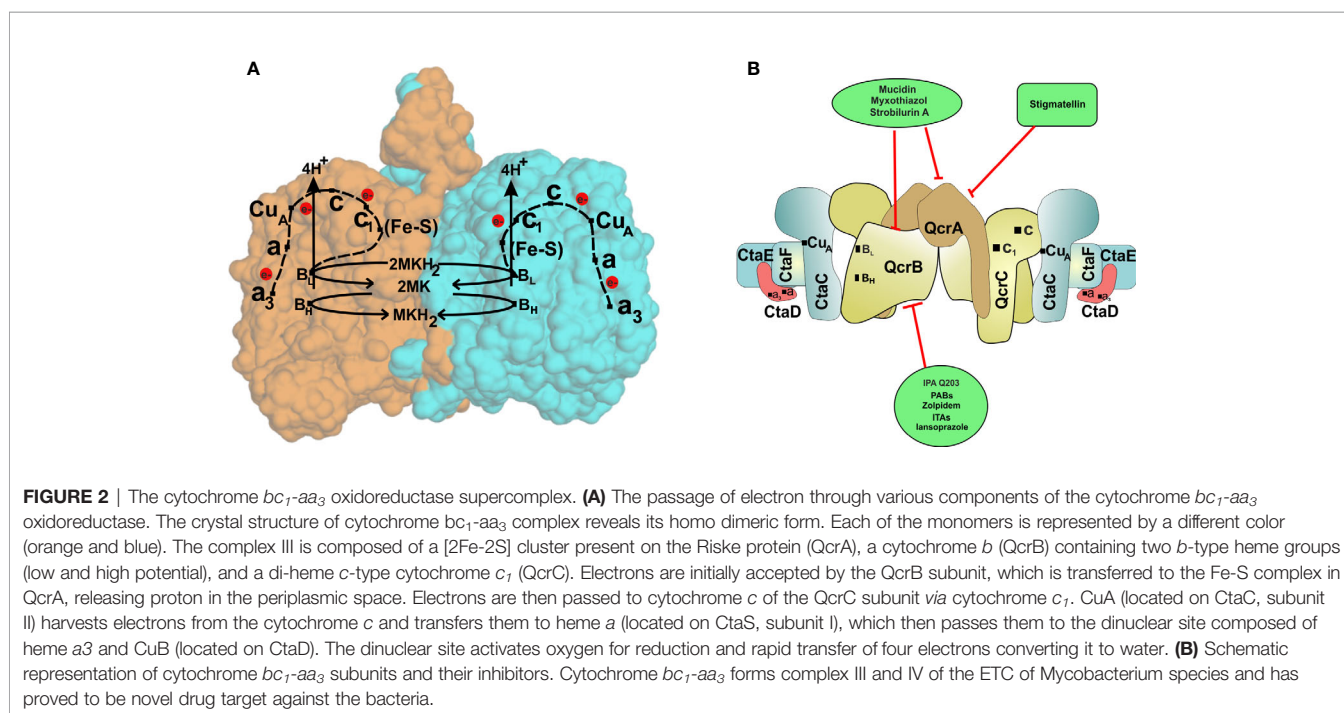 A
B
4H+
4H+
c
c
CuA
c1
(Fe-S)
c1
CuA
a
(Fe-S)
a
a3
BL
2MKH2
BL
2MK
a3
BH
MKH2
BH
e-
e-
e-
e-
e-
e-
Mucidin
Myxothiazol
Strobilurin A
Stigmatellin
QcrA
QcrB
QcrC
c
c1
BL
BH
CuA
CuA
CtaE
CtaF
CtaC
a3
a
CtaD
CtaC
CtaF
CtaE
a
a3
CtaD
IPA Q203
PABs
Zolpidem
ITAs
lansoprazole
FIGURE 2 | The cytochrome bc1-aa3 oxidoreductase supercomplex. (A) The passage of electron through various components of the cytochrome bc1-aa3
oxidoreductase. The crystal structure of cytochrome bc1-aa3 complex reveals its homo dimeric form. Each of the monomers is represented by a different color
(orange and blue). The complex III is composed of a [2Fe-2S] cluster present on the Riske protein (QcrA), a cytochrome b (QcrB) containing two b-type heme groups
(low and high potential), and a di-heme c-type cytochrome c1 (QcrC). Electrons are initially accepted by the QcrB subunit, which is transferred to the Fe-S complex in
QcrA, releasing proton in the periplasmic space. Electrons are then passed to cytochrome c of the QcrC subunit via cytochrome c1. CuA (located on CtaC, subunit
II) harvests electrons from the cytochrome c and transfers them to heme a (located on CtaS, subunit I), which then passes them to the dinuclear site composed of
heme a3 and CuB (located on CtaD). The dinuclear site activates oxygen for reduction and rapid transfer of four electrons converting it to water. (B) Schematic
representation of cytochrome bc1-aa3 subunits and their inhibitors. Cytochrome bc1-aa3 forms complex III and IV of the ETC of Mycobacterium species and has
proved to be novel drug target against the bacteria.